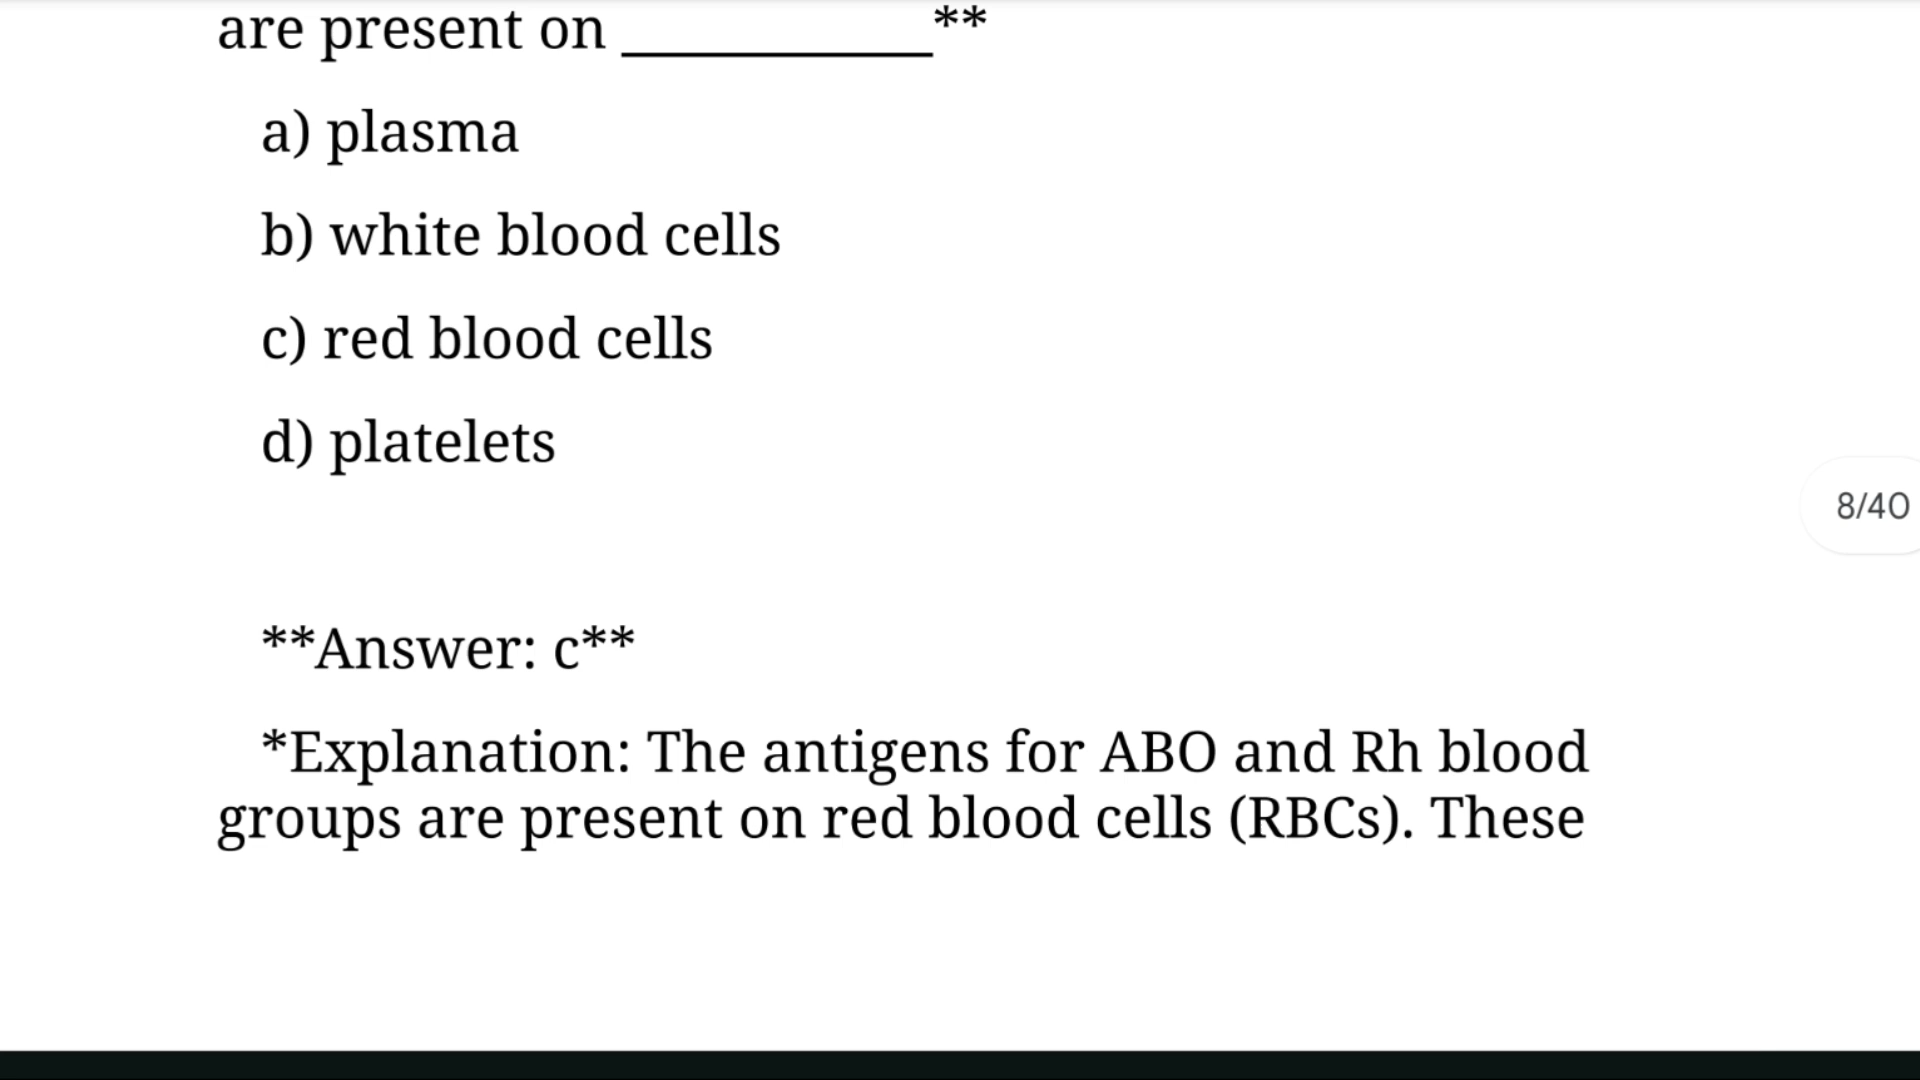 are present on ___________**
a) plasma
b) white blood cells
c) red blood cells
d) platelets
8/40
**Answer: c**
*Explanation: The antigens for ABO and Rh blood
groups are present on red blood cells (RBCs). These